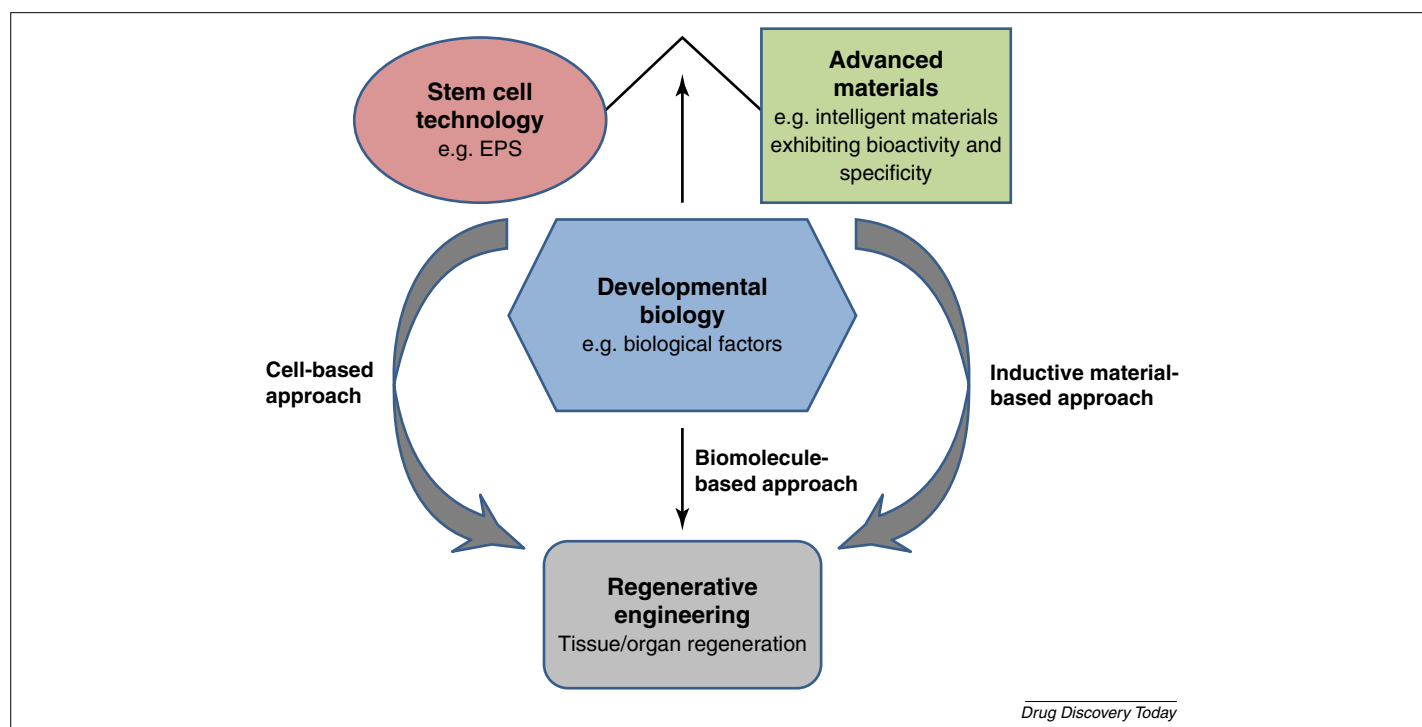 Stem cell
technology
e.g. EPS
Advanced
materials
e.g. intelligent materials
exhibiting bioactivity and
specificity
Developmental
biology
e.g. biological factors
Cell-based
approach
Inductive material-
based approach
Biomolecule-
based approach
Regenerative
engineering
Tissue/organ regeneration
Drug Discovery Today